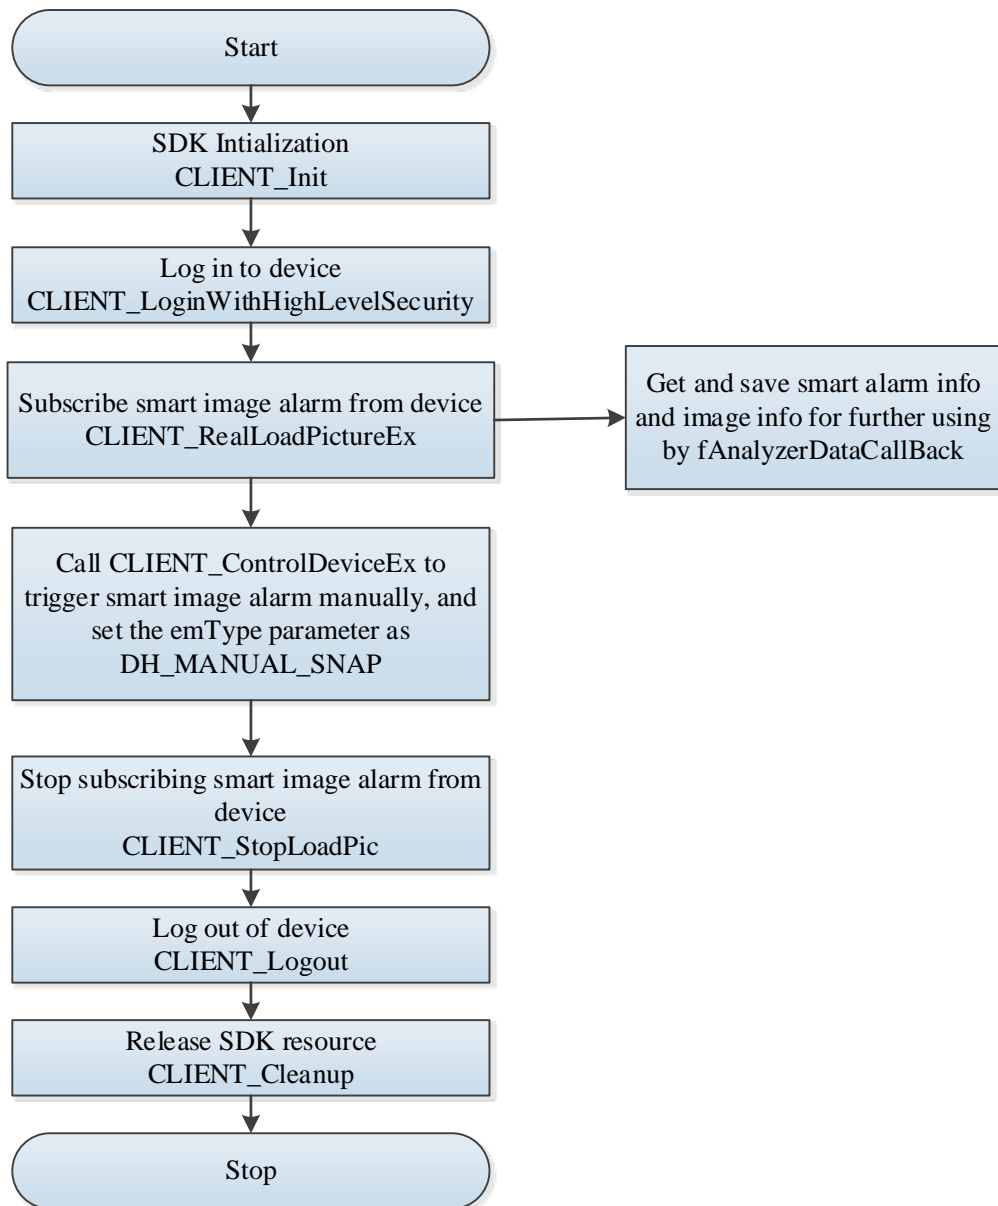 Start
SDK Intialization
CLIENT_Init
Log in to device
CLIENT_LoginWithHighLevelSecurity
Subscribe smart image alarm from device
CLIENT_RealLoadPictureEx
Get and save smart alarm info
and image info for further using
by fAnalyzerDataCallBack
Call CLIENT_ControlDeviceEx to
trigger smart image alarm manually, and
set the emType parameter as
DH_MANUAL_SNAP
Stop subscribing smart image alarm from
device
CLIENT_StopLoadPic
Log out of device
CLIENT_Logout
Release SDK resource
CLIENT_Cleanup
Stop